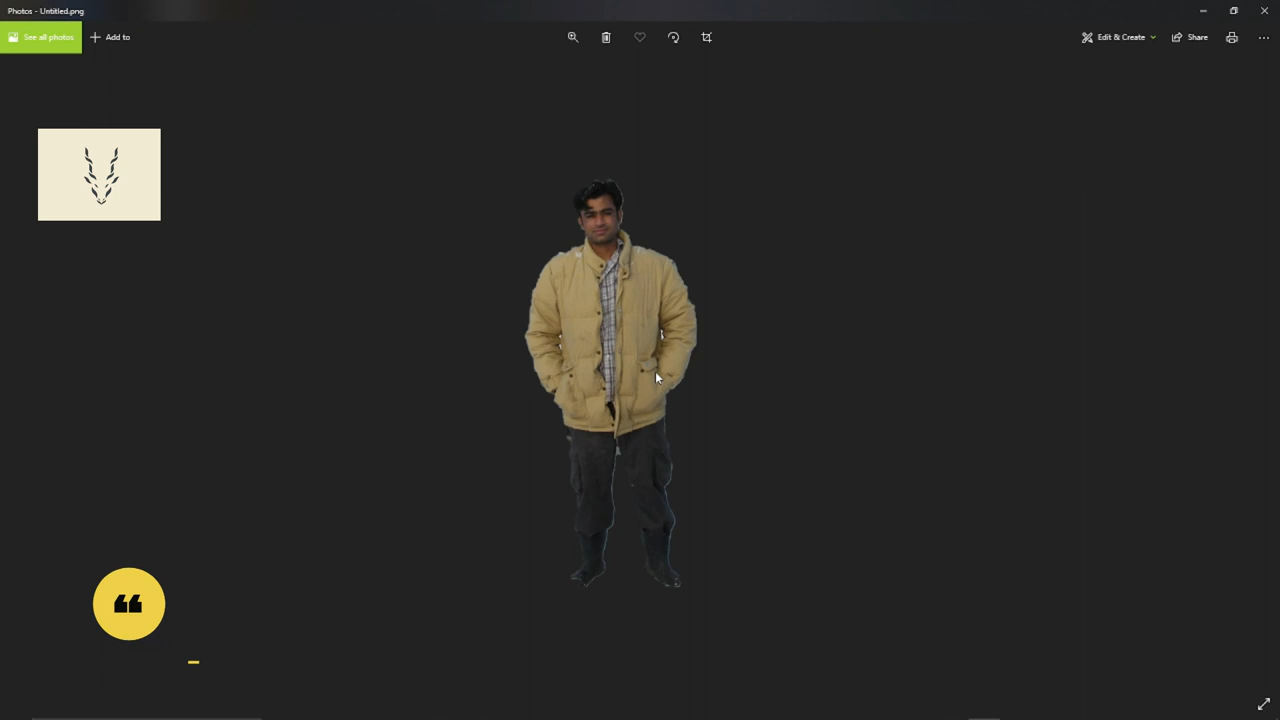 Photos - Untitled.png
See all photos
Add to
Edit & Create
Share
❝